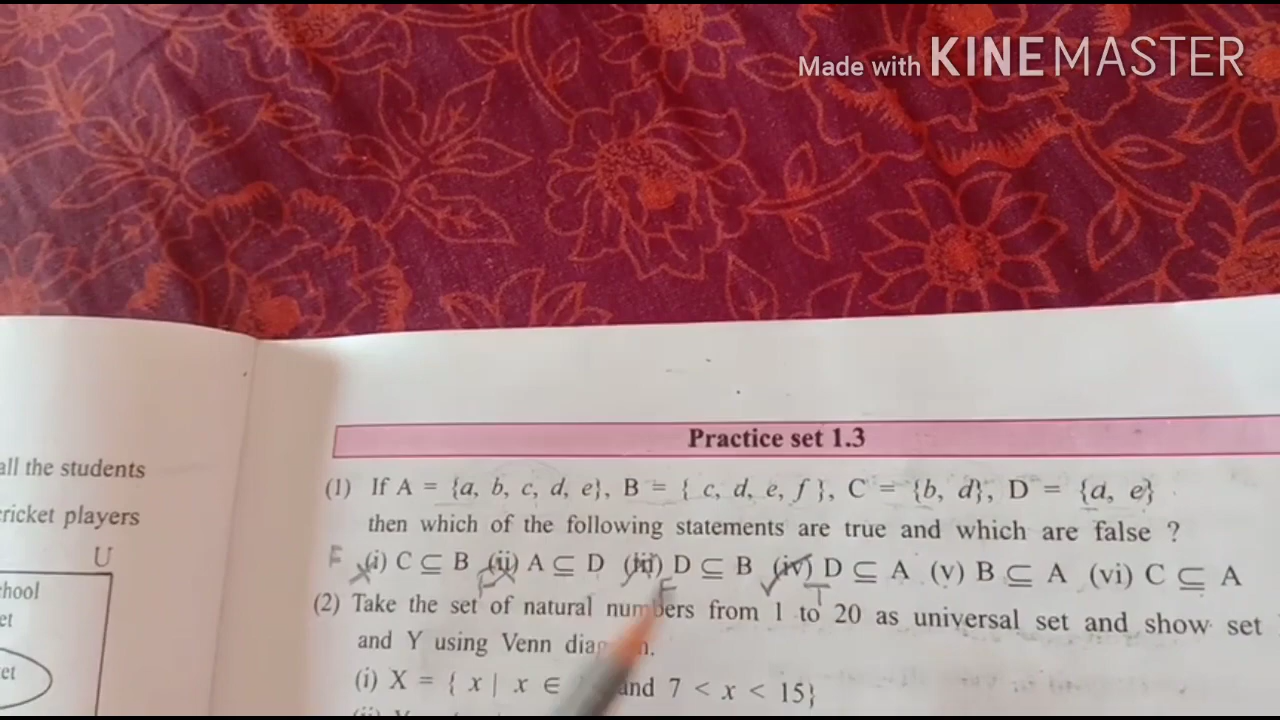 Made with KINEMASTER
all the students
cricket players
U
hool
et
et
Practice set 1.3
(1) If A = {a, b, c, d, e}, B = { c, d, e, f }, C = {b, d}, D = {a, e}
then which of the following statements are true and which are false ?
F (i) C ⊆ B (ii) A ⊆ D (iii) D ⊆ B (iv) D ⊆ A (v) B ⊆ A (vi) C ⊆ A
F F T
(2) Take the set of natural numbers from 1 to 20 as universal set and show set
and Y using Venn
(i) X = { x | x ∈ and 7 < x < 15}